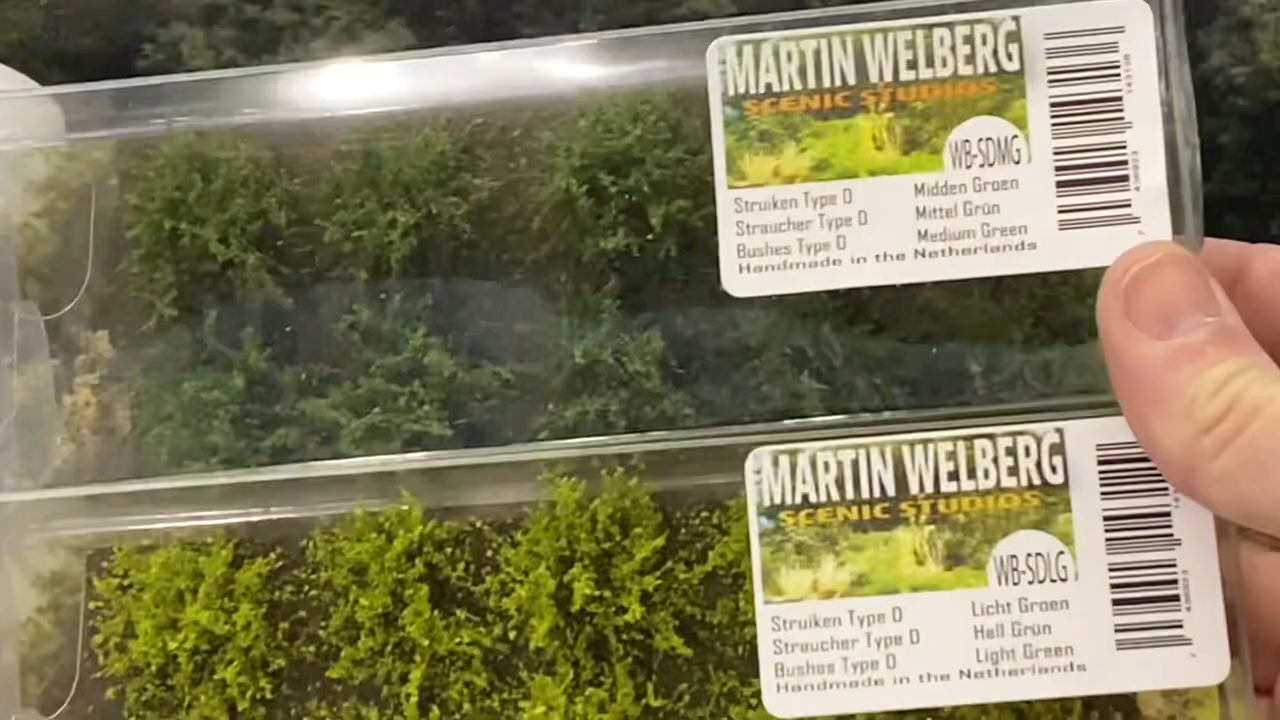 MARTIN WELBERG
SCENIC STUDIOS
WB-SDMG
Struiken Type D
Straucher Type D
Bushes Type D
Midden Groen
Mittel Grün
Medium Green
Handmade in the Netherlands
MARTIN WELBERG
SCENIC STUDIOS
WB-SDLG
Struiken Type D
Straucher Type D
Bushes Type D
Licht Groen
Hell Grün
Light Green
Handmade in the Netherlands